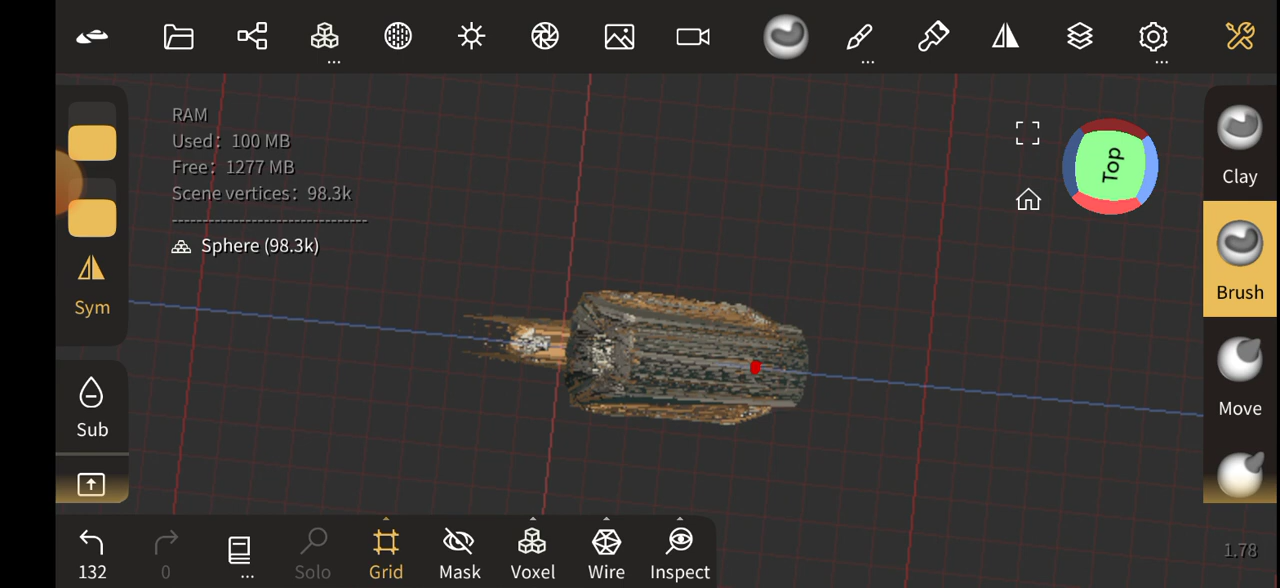 RAM
Used: 100 MB
Free: 1277 MB
Scene vertices: 98.3k
--------------------------------
Sphere (98.3k)
Top
Sym
Sub
Clay
Brush
Move
132
0
...
Solo
Grid
Mask
Voxel
Wire
Inspect
1.78